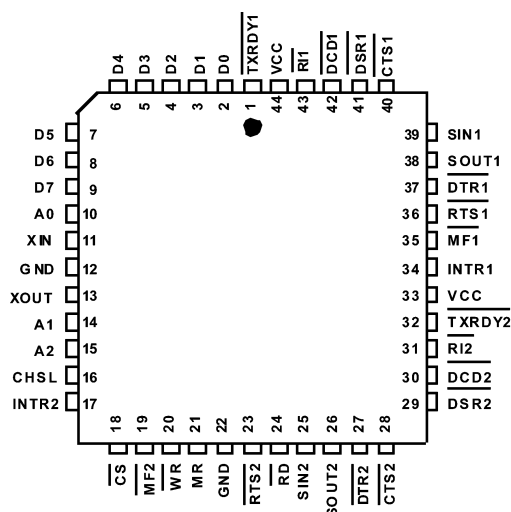 D4 D3 D2 D1 D0 TXRDY1 VCC RI1 DCD1 DSR1 CTS1
6 5 4 3 2 1 44 43 42 41 40
D5 7
D6 8
D7 9
A0 10
XIN 11
GND 12
XOUT 13
A1 14
A2 15
CHSL 16
INTR2 17
39 SIN1
38 SOUT1
37 DTR1
36 RTS1
35 MF1
34 INTR1
33 VCC
32 TXRDY2
31 RI2
30 DCD2
29 DSR2
18 19 20 21 22 23 24 25 26 27 28
CS MF2 WR MR GND RTS2 RD SIN2 SOUT2 DTR2 CTS2